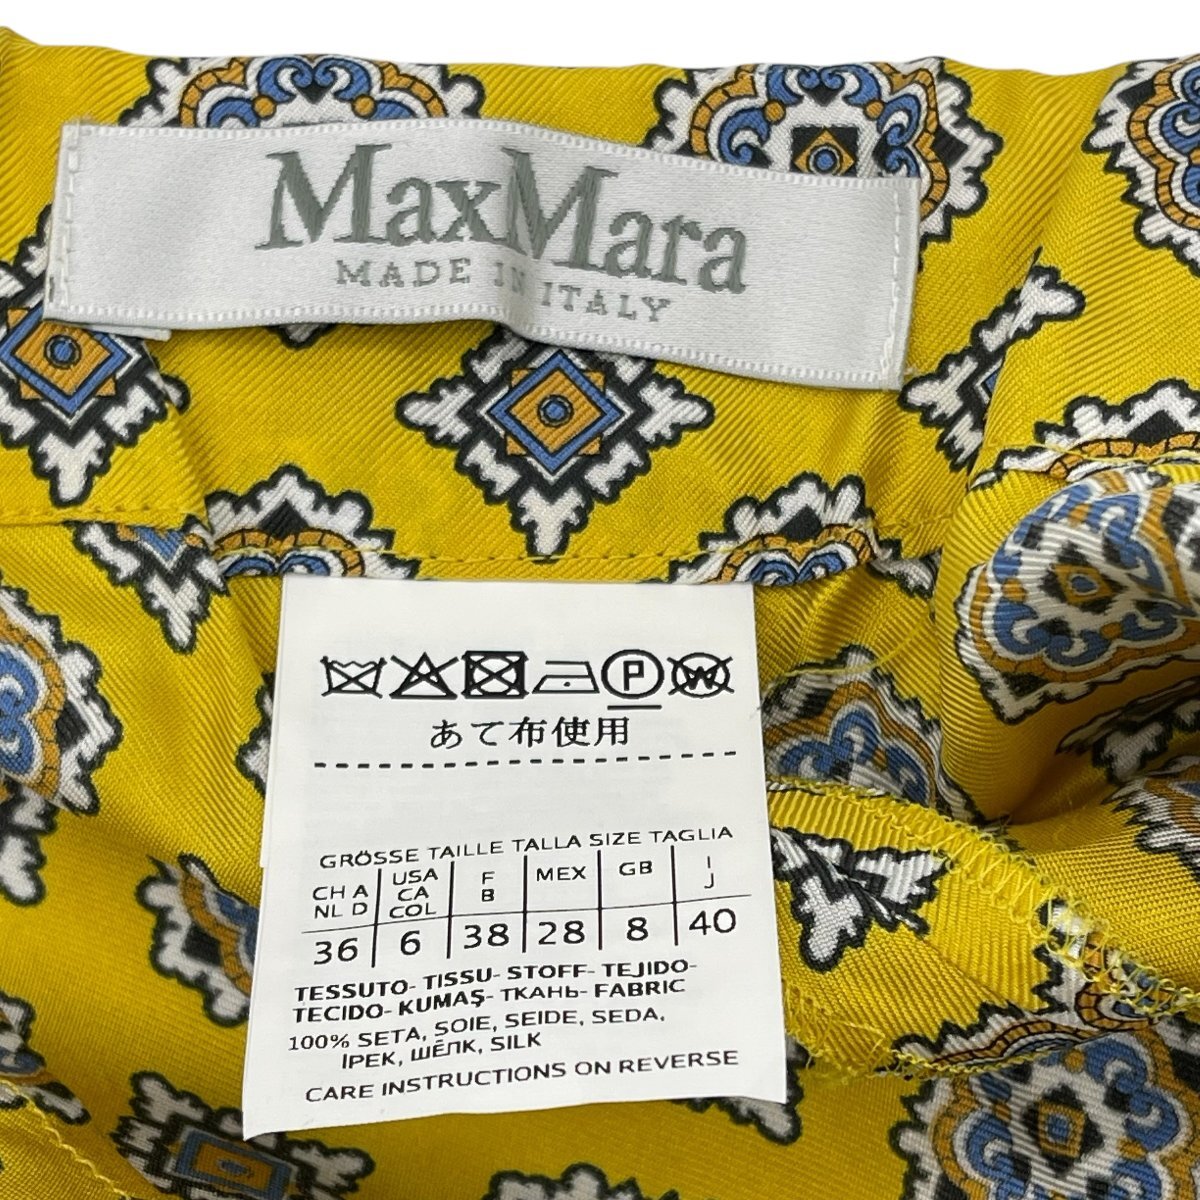 MaxMara
MADE IN ITALY
P W
あて布使用
GRÖSSE TAILLE TALLA SIZE TAGLIA
CH A NL D USA CA COL F B MEX GB I J
36 6 38 28 8 40
TESSUTO- TISSU- STOFF- TEJIDO-
TECIDO- KUMAŞ- ТКАНЬ- FABRIC
100% SETA, SOIE, SEIDE, SEDA,
İPEK, ШЁЛК, SILK
CARE INSTRUCTIONS ON REVERSE